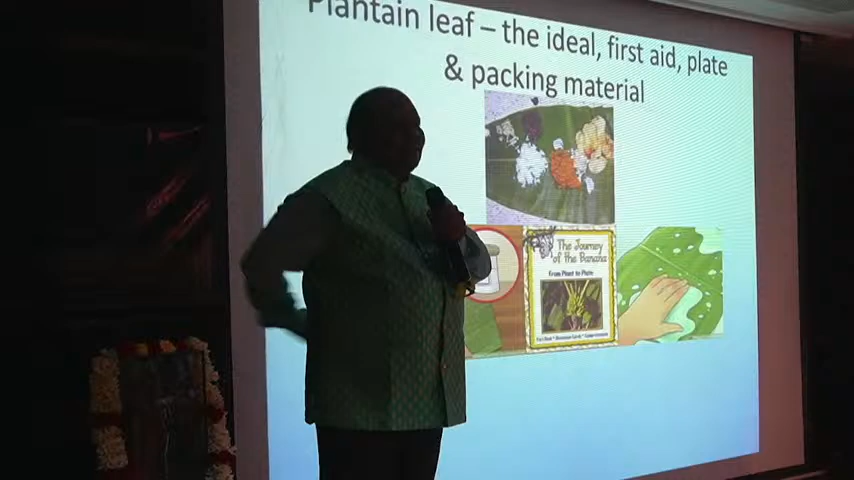 Plantain leaf – the ideal, first aid, plate
& packing material
The Journey
of the Banana
From Plant to Plate